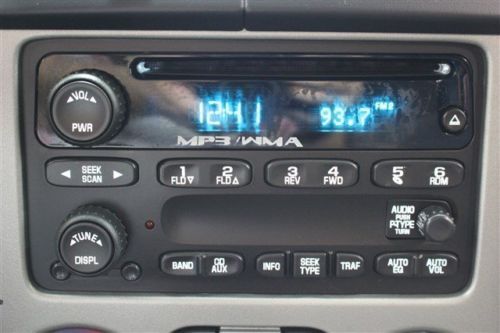 VOL
PWR
12:41 93.7 FM2
MP3/WMA
SEEK
SCAN
1 2 3 4 5 6
FLD FLD REV FWD RDM
TUNE
DISPL
AUDIO
PUSH
P-TYPE
TURN
BAND CD AUX INFO SEEK TYPE TRAF AUTO EQ AUTO VOL